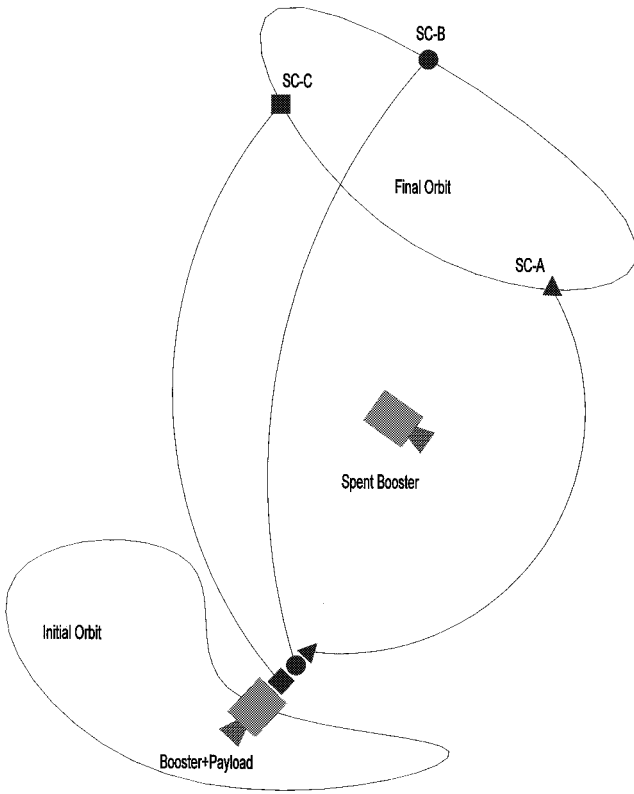 SC-B
SC-C
Final Orbit
SC-A
Spent Booster
Initial Orbit
Booster+Payload